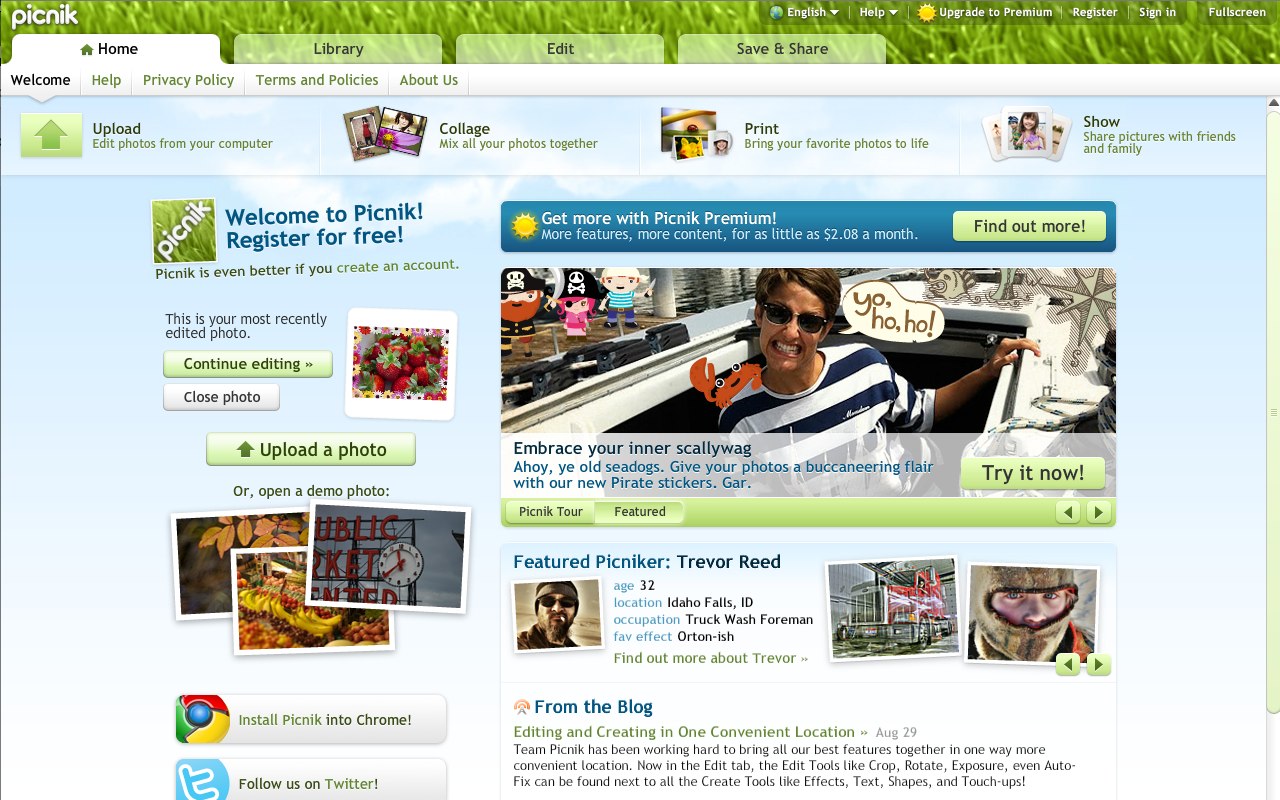 picnik
English
Help
Upgrade to Premium
Register
Sign in
Fullscreen
Home
Library
Edit
Save & Share
Welcome
Help
Privacy Policy
Terms and Policies
About Us
Upload
Edit photos from your computer
Collage
Mix all your photos together
Print
Bring your favorite photos to life
Show
Share pictures with friends
and family
picnik
Welcome to Picnik!
Register for free!
Picnik is even better if you create an account.
This is your most recently
edited photo.
Continue editing »
Close photo
Upload a photo
Or, open a demo photo:
PUBLIC
MARKET
CENTER
Install Picnik into Chrome!
Follow us on Twitter!
Get more with Picnik Premium!
More features, more content, for as little as $2.08 a month.
Find out more!
yo,
ho, ho!
Embrace your inner scallywag
Ahoy, ye old seadogs. Give your photos a buccaneering flair
with our new Pirate stickers. Gar.
Try it now!
Picnik Tour
Featured
Featured Picniker: Trevor Reed
age 32
location Idaho Falls, ID
occupation Truck Wash Foreman
fav effect Orton-ish
Find out more about Trevor »
From the Blog
Editing and Creating in One Convenient Location » Aug 29
Team Picnik has been working hard to bring all our best features together in one way more
convenient location. Now in the Edit tab, the Edit Tools like Crop, Rotate, Exposure, even Auto-
Fix can be found next to all the Create Tools like Effects, Text, Shapes, and Touch-ups!